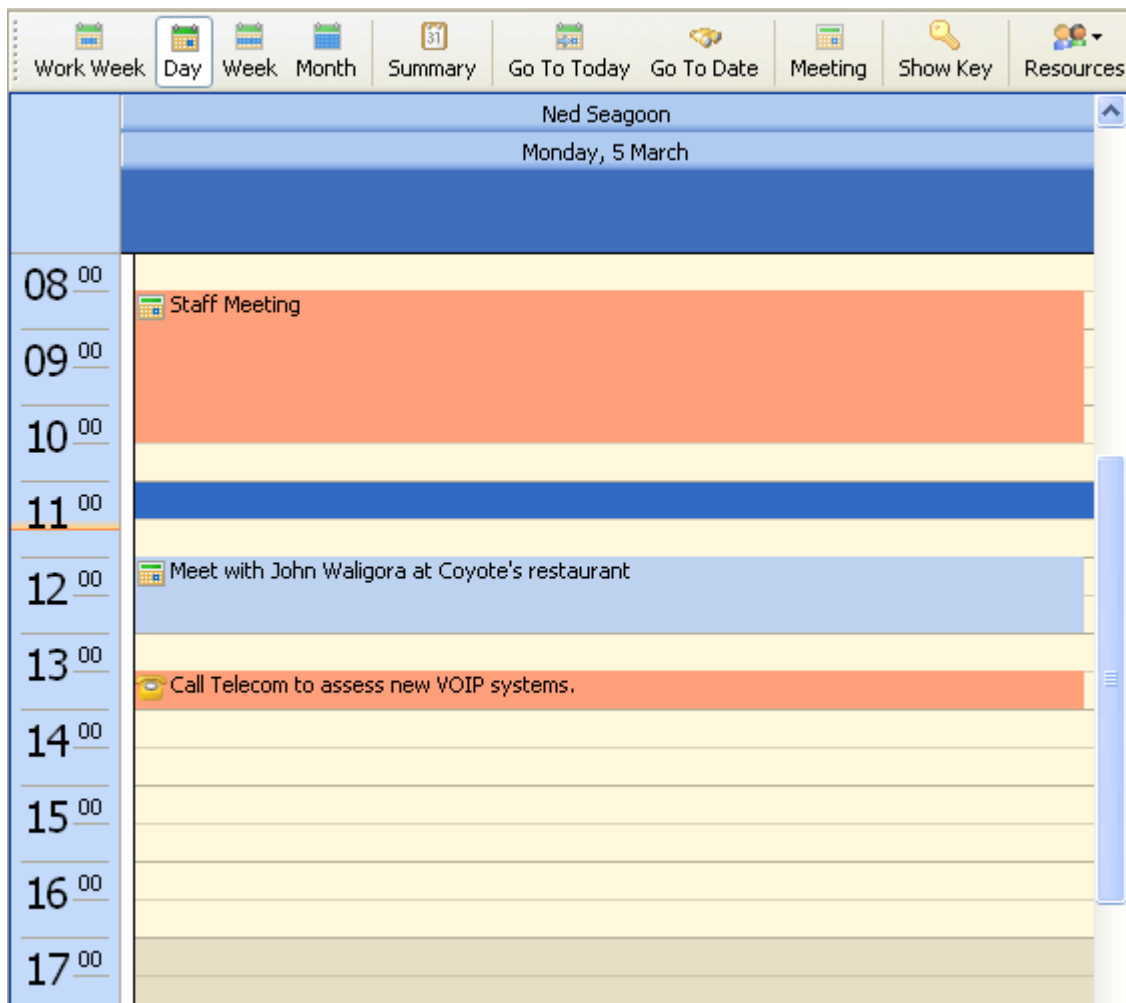 Work Week Day Week Month Summary Go To Today Go To Date Meeting Show Key Resources
31
Ned Seagoon
Monday, 5 March
08 00
Staff Meeting
09 00
10 00
11 00
12 00
Meet with John Waligora at Coyote's restaurant
13 00
Call Telecom to assess new VOIP systems.
14 00
15 00
16 00
17 00